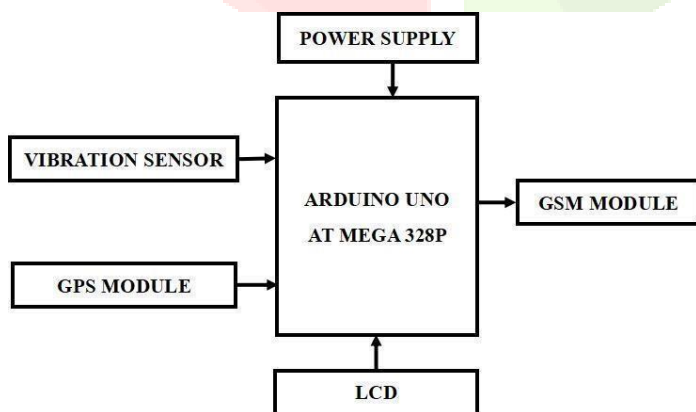 POWER SUPPLY
VIBRATION SENSOR
ARDUINO UNO
AT MEGA 328P
GSM MODULE
GPS MODULE
LCD